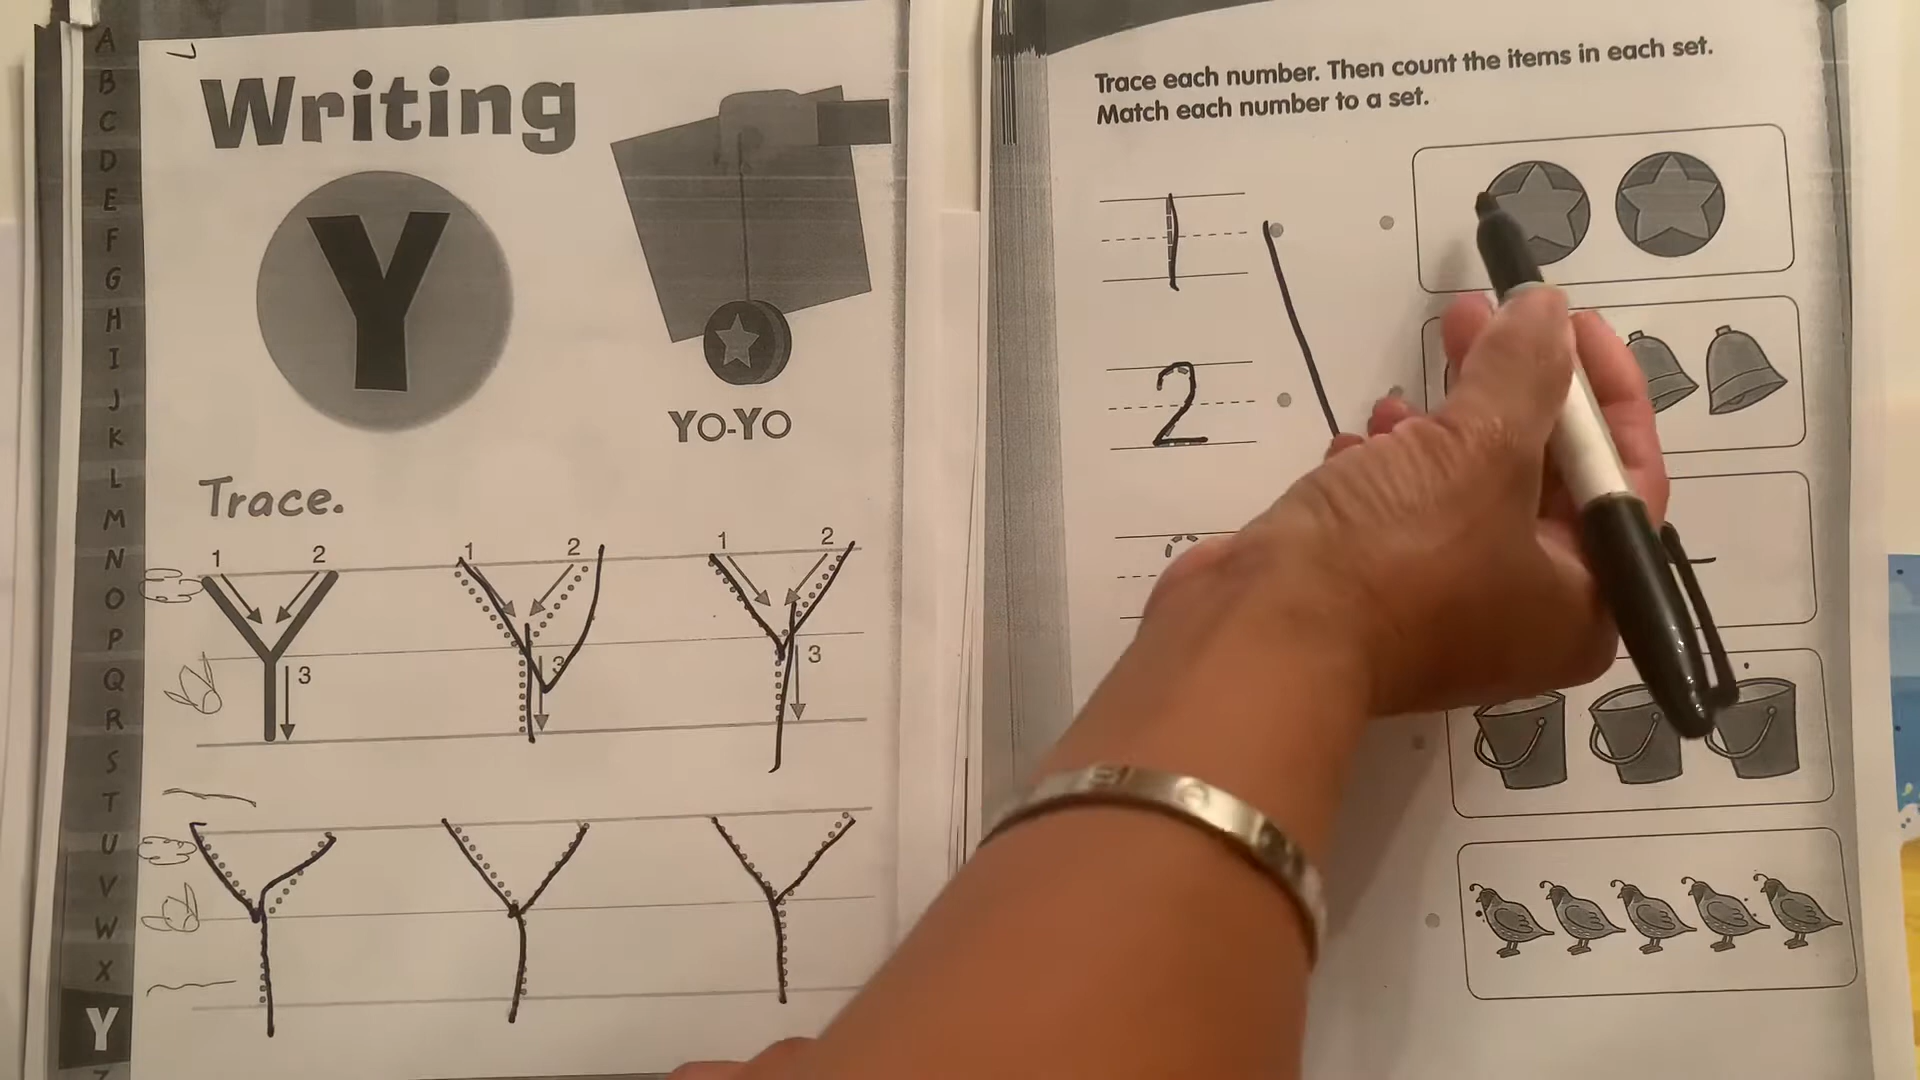 A
B
C
D
E
F
G
H
I
J
K
L
M
N
O
P
Q
R
S
T
U
V
W
X
Y
Z
Writing
Y
YO-YO
Trace.
1 2 1 2 1 2
3 3 3
Y Y Y
Y Y Y
Trace each number. Then count the items in each set.
Match each number to a set.
1
2